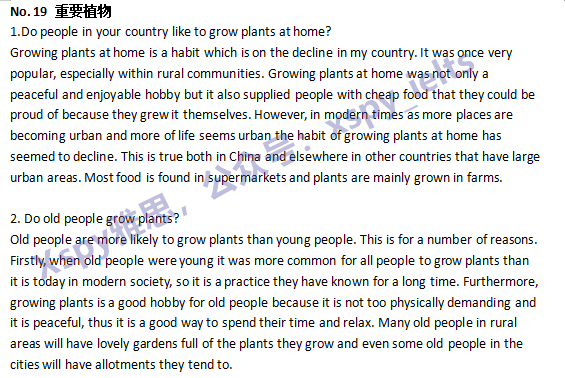 No. 19 重要植物
1.Do people in your country like to grow plants at home?
Growing plants at home is a habit which is on the decline in my country. It was once very
popular, especially within rural communities. Growing plants at home was not only a
peaceful and enjoyable hobby but it also supplied people with cheap food that they could be
proud of because they grew it themselves. However, in modern times as more places are
becoming urban and more of life seems urban the habit of growing plants at home has
seemed to decline. This is true both in China and elsewhere in other countries that have large
urban areas. Most food is found in supermarkets and plants are mainly grown in farms.
2. Do old people grow plants?
Old people are more likely to grow plants than young people. This is for a number of reasons.
Firstly, when old people were young it was more common for all people to grow plants than
it is today in modern society, so it is a practice they have known for a long time. Furthermore,
growing plants is a good hobby for old people because it is not too physically demanding and
it is peaceful, thus it is a good way to spend their time and relax. Many old people in rural
areas will have lovely gardens full of the plants they grow and even some old people in the
cities will have allotments they tend to.
Xspy雅思，公众号：xspy_ielts